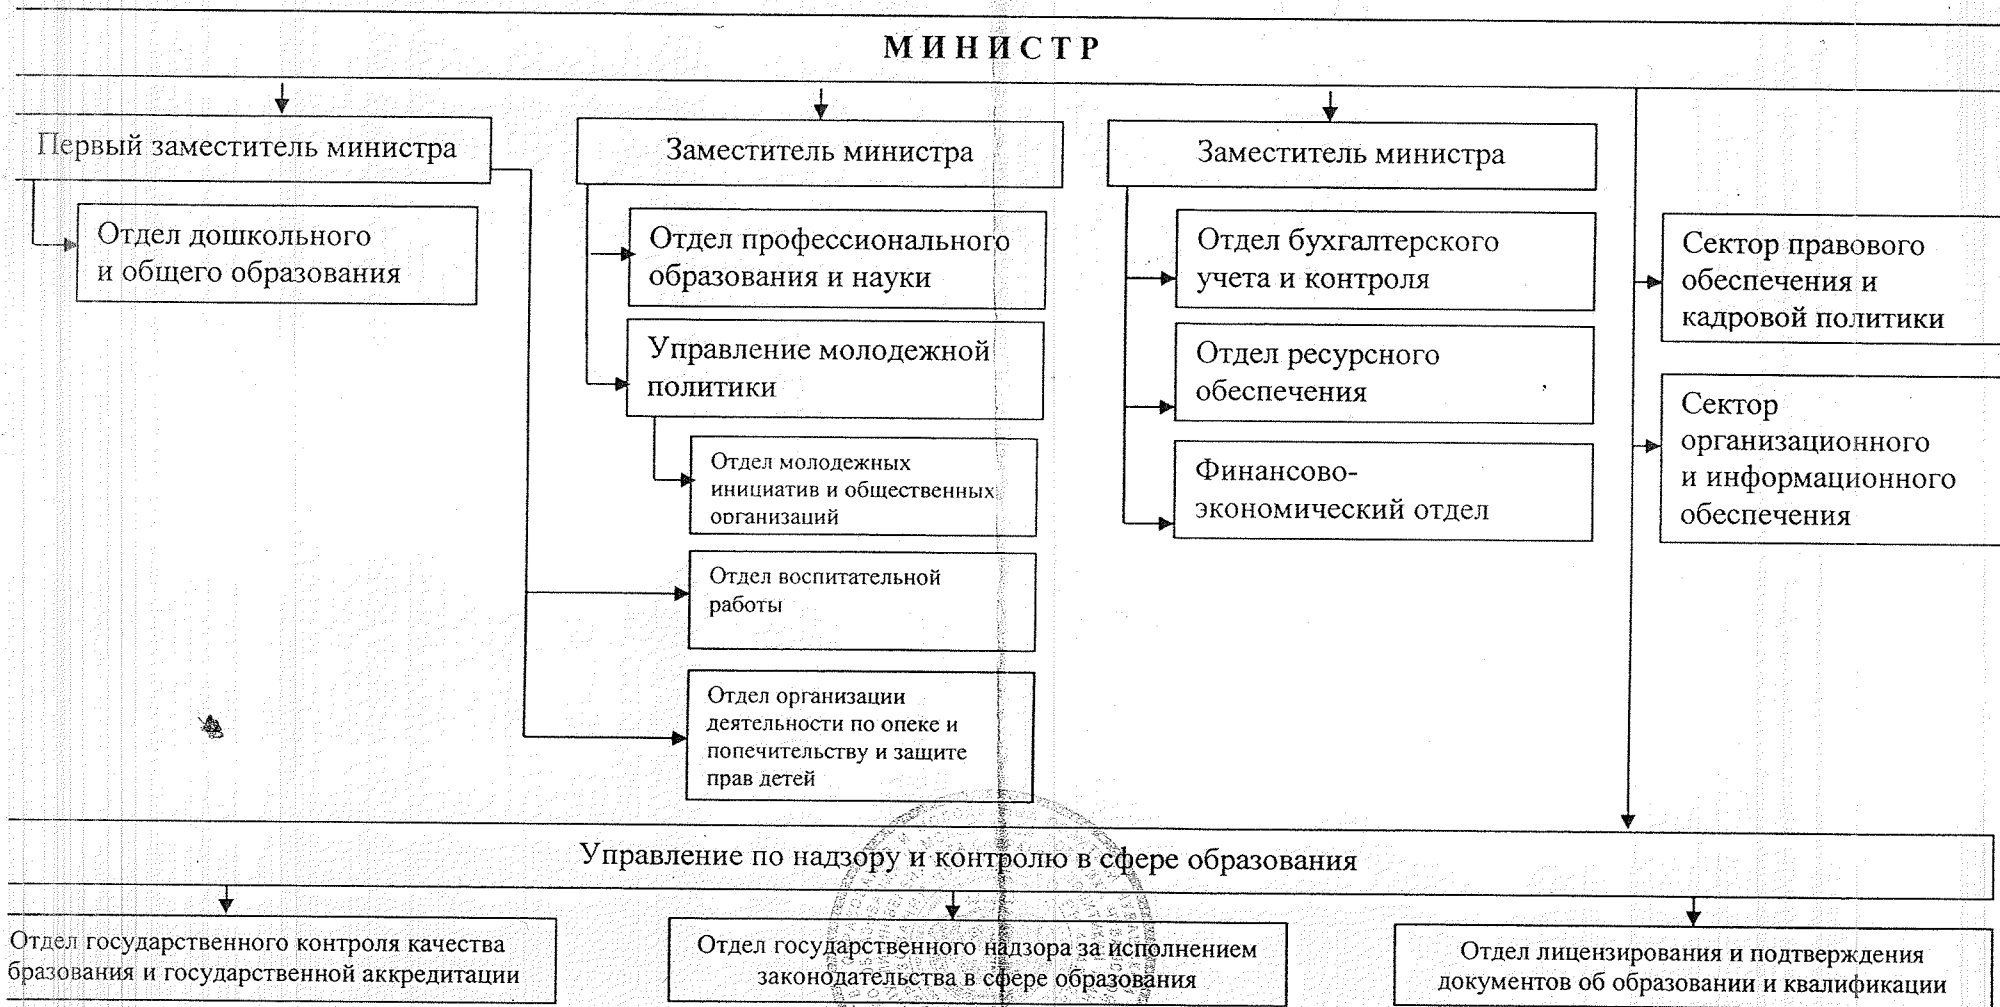 МИНИСТР
Первый заместитель министра
Отдел дошкольного
и общего образования
Заместитель министра
Отдел профессионального
образования и науки
Управление молодежной
политики
Отдел молодежных
инициатив и общественных
организаций
Отдел воспитательной
работы
Отдел организации
деятельности по опеке и
попечительству и защите
прав детей
Заместитель министра
Отдел бухгалтерского
учета и контроля
Отдел ресурсного
обеспечения
Финансово-
экономический отдел
Сектор правового
обеспечения и
кадровой политики
Сектор
организационного
и информационного
обеспечения
Управление по надзору и контролю в сфере образования
Отдел государственного контроля качества
бразования и государственной аккредитации
Отдел государственного надзора за исполнением
законодательства в сфере образования
Отдел лицензирования и подтверждения
документов об образовании и квалификации